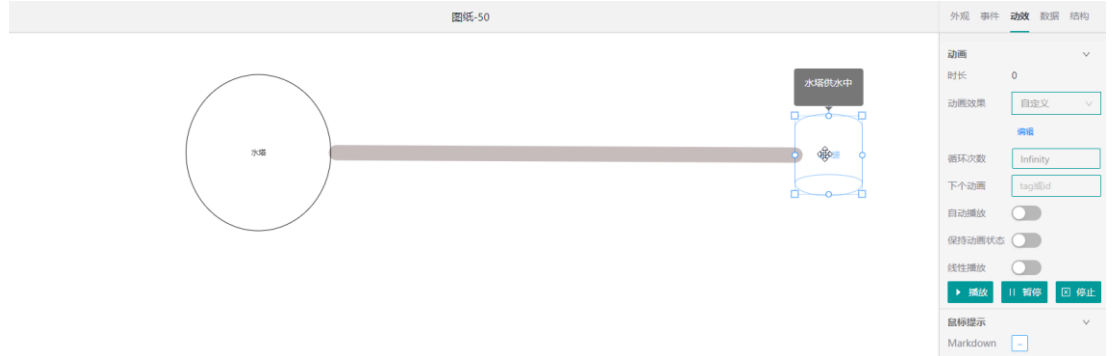 图纸-50
外观 事件 动效 数据 结构
水塔供水中
水塔
动画
时长 0
动画效果 自定义
编辑
循环次数 Infinity
下个动画 tag或id
自动播放
保持动画状态
线性播放
播放 暂停 停止
鼠标提示
Markdown ...